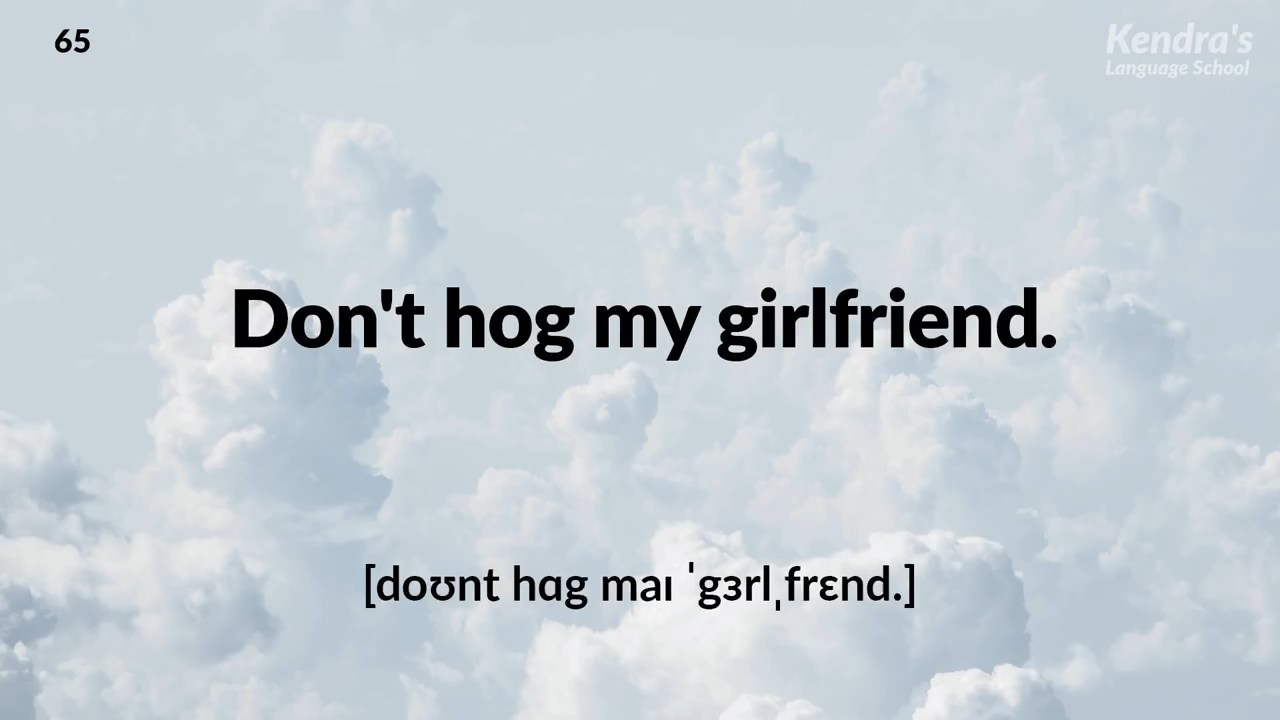 65
Kendra's
Language School
Don't hog my girlfriend.
[doʊnt hɑg maɪ ˈgɜrlˌfrɛnd.]